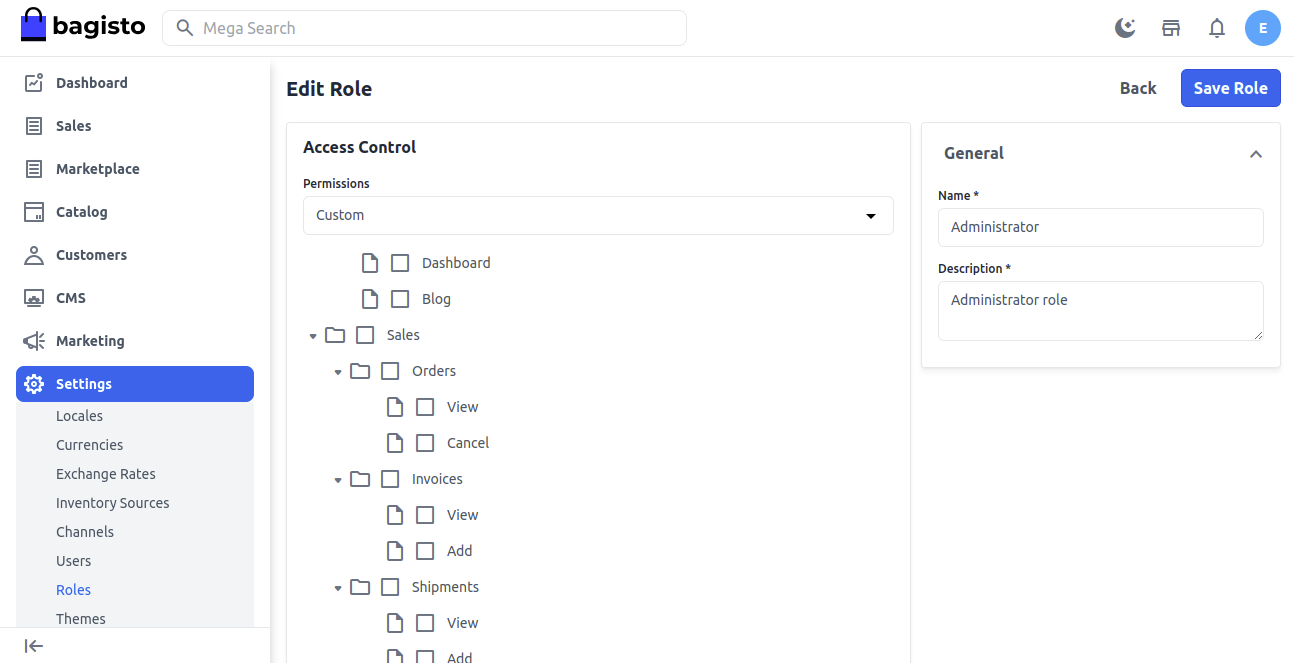 bagisto
Mega Search
E
Dashboard
Sales
Marketplace
Catalog
Customers
CMS
Marketing
Settings
Locales
Currencies
Exchange Rates
Inventory Sources
Channels
Users
Roles
Themes
Edit Role
Back
Save Role
Access Control
Permissions
Custom
Dashboard
Blog
Sales
Orders
View
Cancel
Invoices
View
Add
Shipments
View
Add
General
Name *
Administrator
Description *
Administrator role